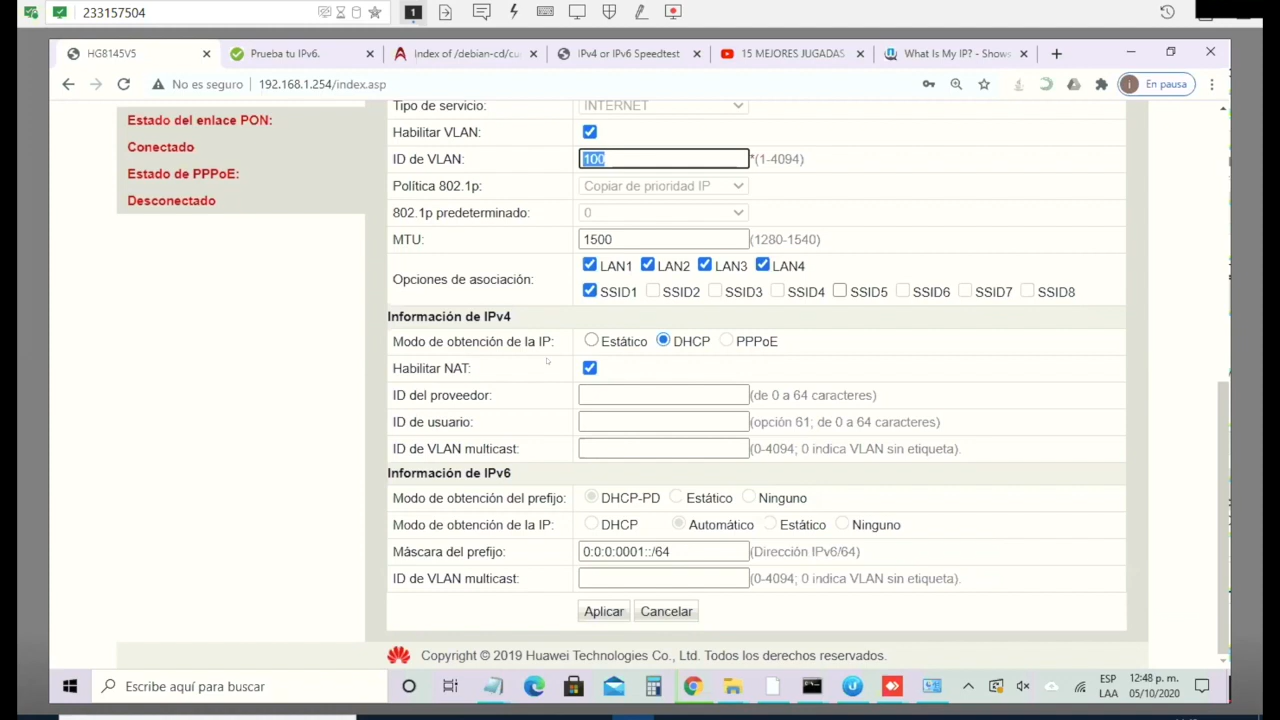 233157504
1
HG8145V5
Prueba tu IPv6.
Index of /debian-cd/cu
IPv4 or IPv6 Speedtest
15 MEJORES JUGADAS
What Is My IP? - Shows
No es seguro
192.168.1.254/index.asp
i En pausa
Estado del enlace PON:
Conectado
Estado de PPPoE:
Desconectado
Tipo de servicio: INTERNET
Habilitar VLAN:
ID de VLAN: 100 *(1-4094)
Política 802.1p: Copiar de prioridad IP
802.1p predeterminado: 0
MTU: 1500 (1280-1540)
Opciones de asociación:
LAN1 LAN2 LAN3 LAN4
SSID1 SSID2 SSID3 SSID4 SSID5 SSID6 SSID7 SSID8
Información de IPv4
Modo de obtención de la IP: Estático DHCP PPPoE
Habilitar NAT:
ID del proveedor: (de 0 a 64 caracteres)
ID de usuario: (opción 61; de 0 a 64 caracteres)
ID de VLAN multicast: (0-4094; 0 indica VLAN sin etiqueta).
Información de IPv6
Modo de obtención del prefijo: DHCP-PD Estático Ninguno
Modo de obtención de la IP: DHCP Automático Estático Ninguno
Máscara del prefijo: 0:0:0:0001::/64 (Dirección IPv6/64)
ID de VLAN multicast: (0-4094; 0 indica VLAN sin etiqueta).
Aplicar Cancelar
Copyright © 2019 Huawei Technologies Co., Ltd. Todos los derechos reservados.
Escribe aquí para buscar
ESP
LAA
12:48 p. m.
05/10/2020